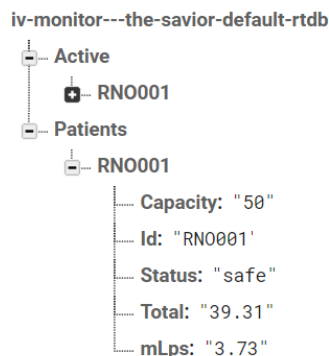 iv-monitor---the-savior-default-rtdb
Active
RNO001
Patients
RNO001
Capacity: "50"
Id: "RNO001'
Status: "safe"
Total: "39.31"
mLps: "3.73"